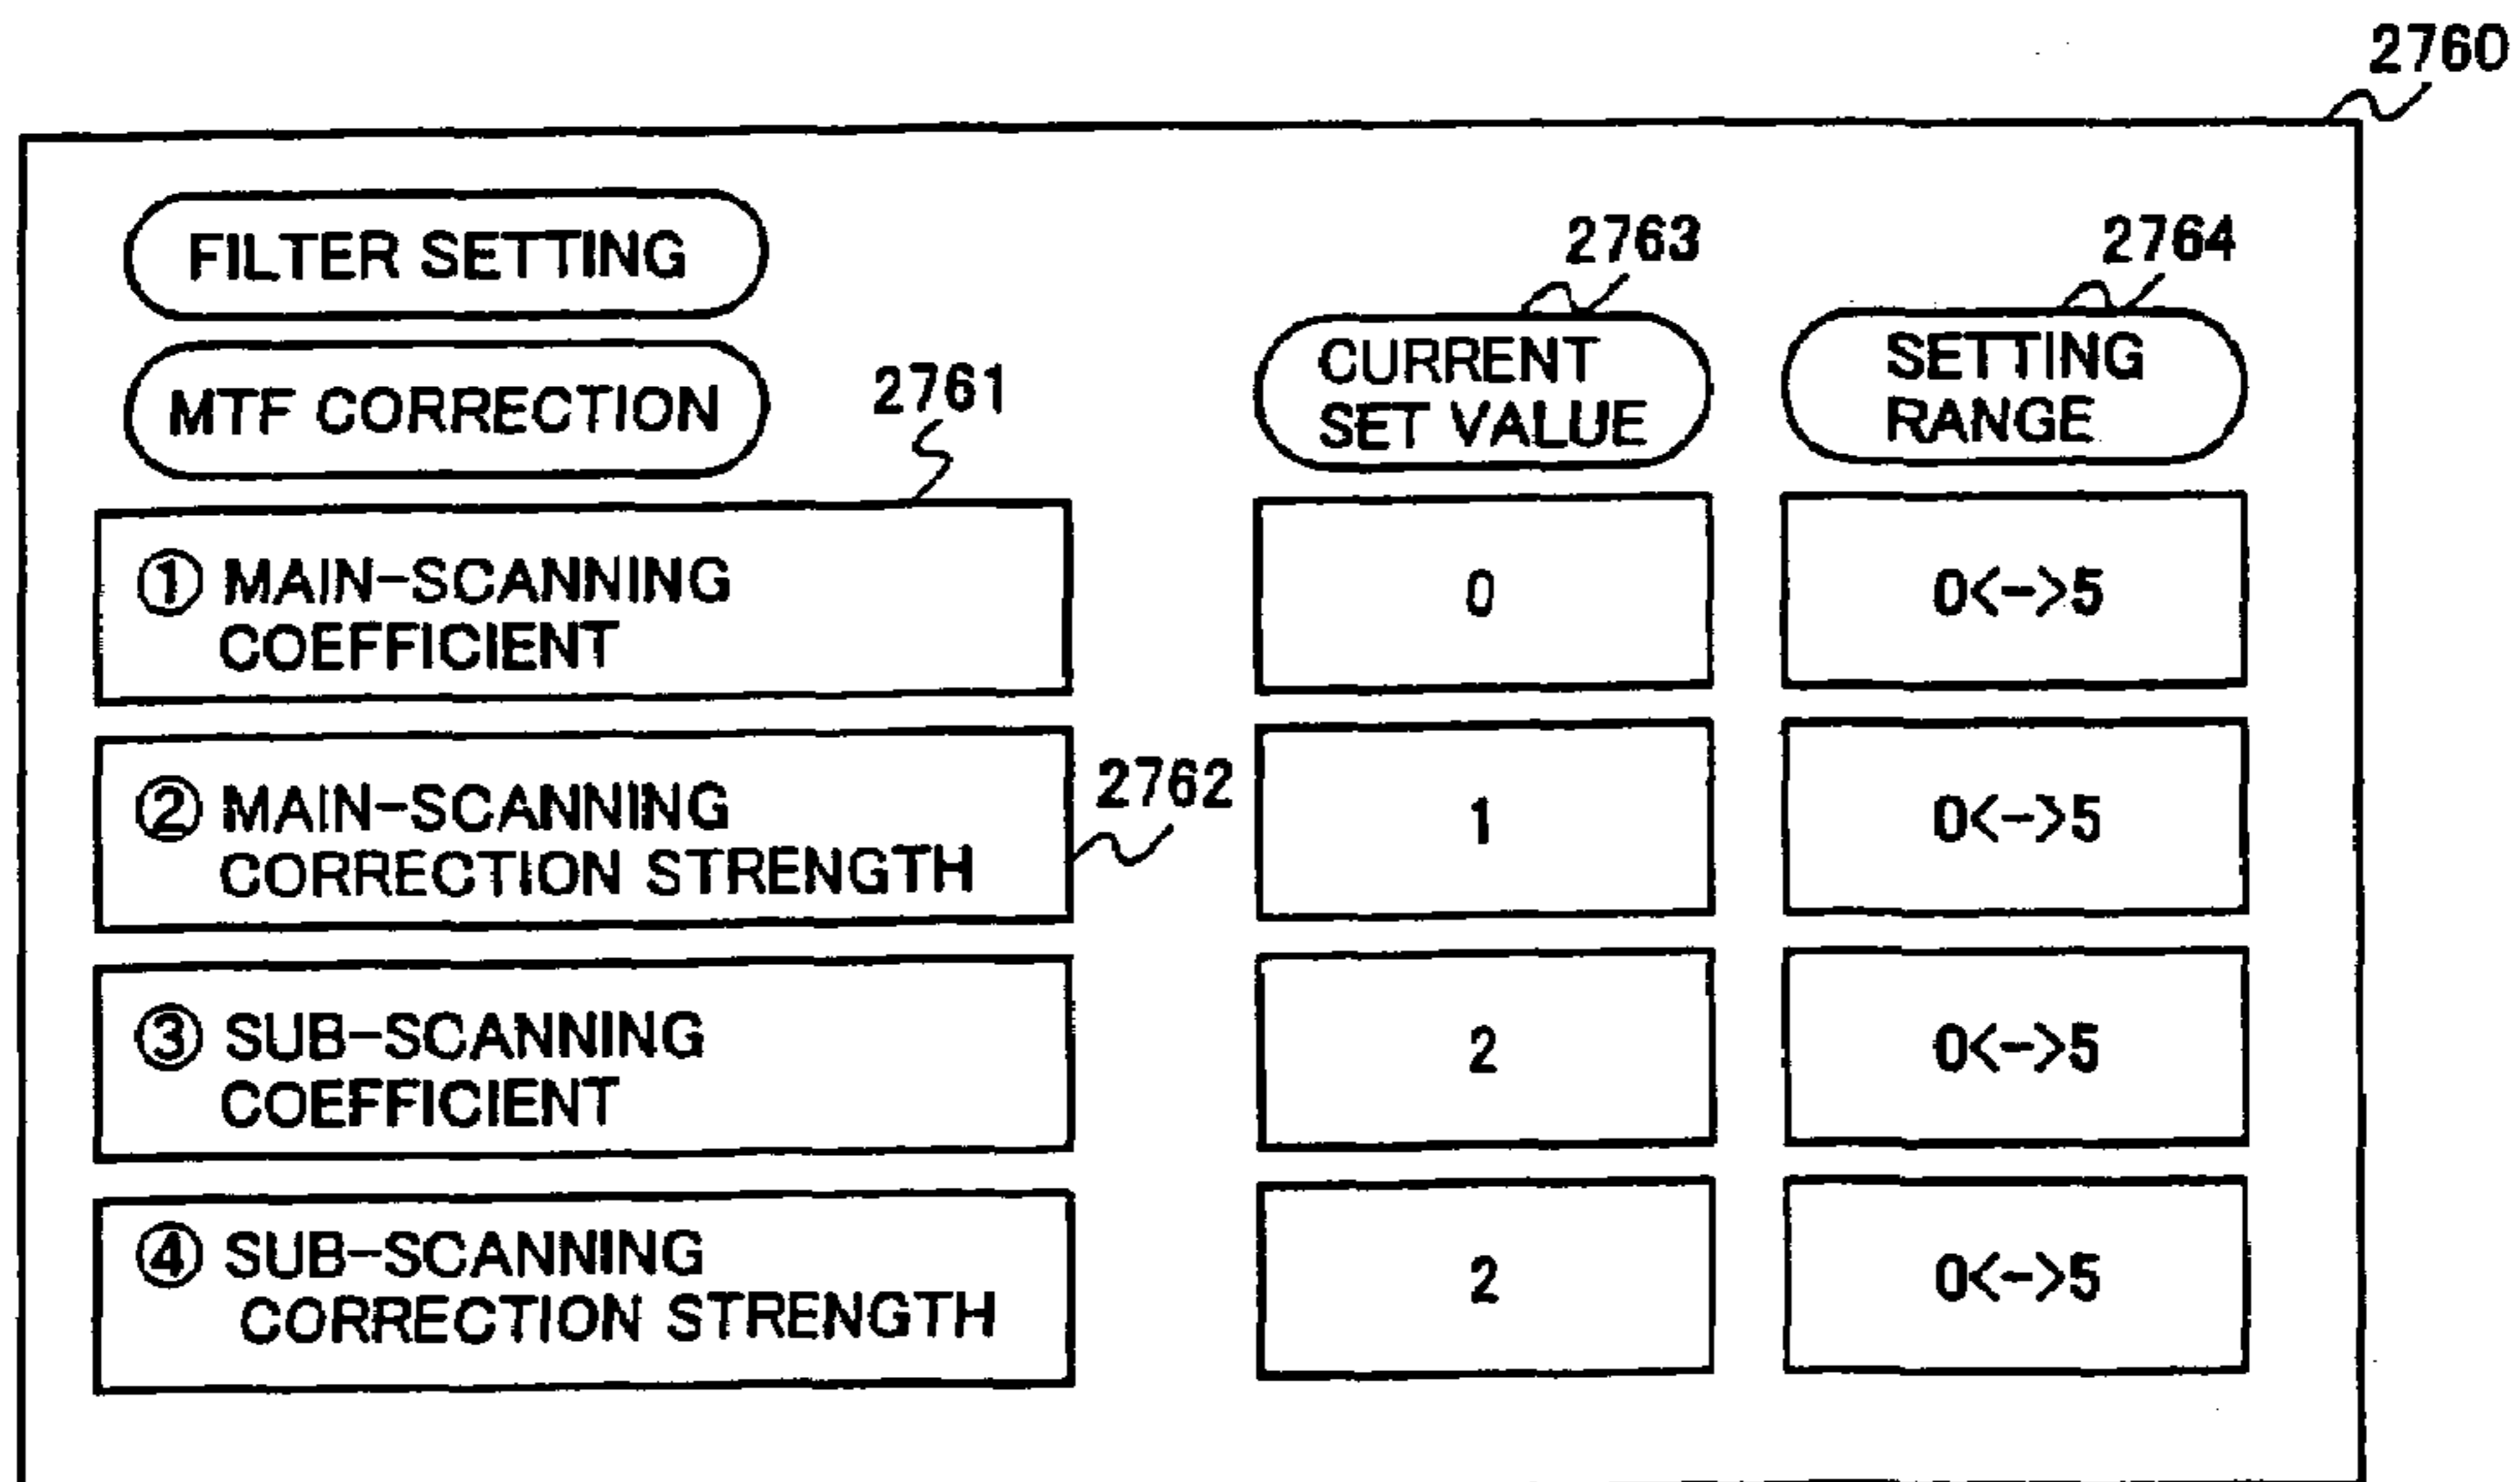 2760
FILTER SETTING
MTF CORRECTION
2761
2763
CURRENT
SET VALUE
2764
SETTING
RANGE
① MAIN-SCANNING
COEFFICIENT
0
0<->5
② MAIN-SCANNING
CORRECTION STRENGTH
2762
1
0<->5
③ SUB-SCANNING
COEFFICIENT
2
0<->5
④ SUB-SCANNING
CORRECTION STRENGTH
2
0<->5